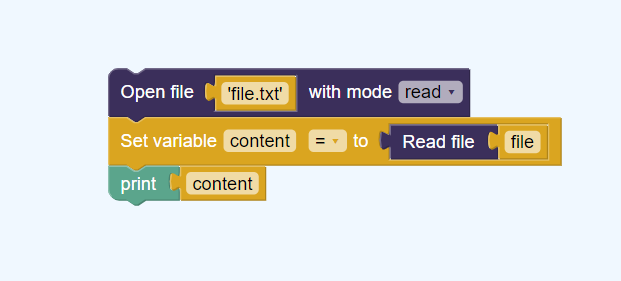 Open file 'file.txt' with mode read
Set variable content = to Read file file
print content